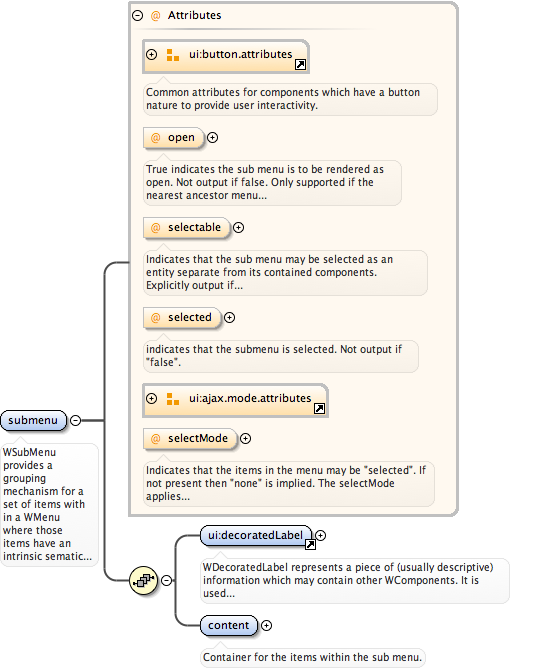 @ Attributes
ui:button.attributes
Common attributes for components which have a button
nature to provide user interactivity.
@ open
True indicates the sub menu is to be rendered as
open. Not output if false. Only supported if the
nearest ancestor menu...
@ selectable
Indicates that the sub menu may be selected as an
entity separate from its contained components.
Explicitly output if...
@ selected
indicates that the submenu is selected. Not output if
"false".
ui:ajax.mode.attributes
@ selectMode
Indicates that the items in the menu may be "selected". If
not present then "none" is implied. The selectMode
applies...
submenu
WSubMenu
provides a
grouping
mechanism for a
set of items with
in a WMenu
where those
items have an
intrinsic sematic...
ui:decoratedLabel
WDecoratedLabel represents a piece of (usually descriptive)
information which may contain other WComponents. It is
used...
content
Container for the items within the sub menu.